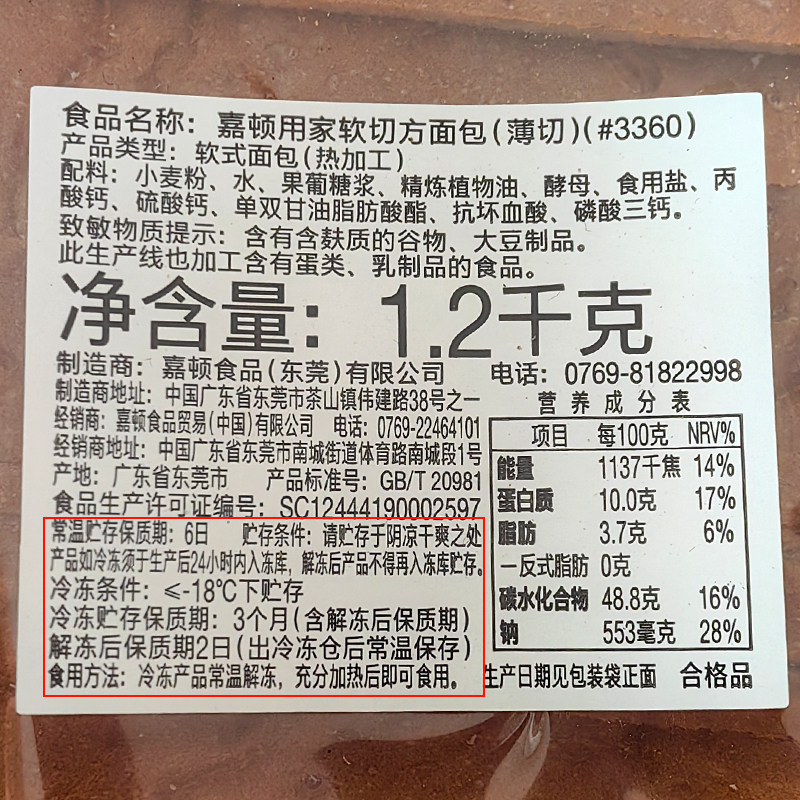 食品名称：嘉顿用家软切方面包(薄切)(#3360)
产品类型：软式面包(热加工)
配料：小麦粉、水、果葡糖浆、精炼植物油、酵母、食用盐、丙
酸钙、硫酸钙、单双甘油脂肪酸酯、抗坏血酸、磷酸三钙。
致敏物质提示：含有含麸质的谷物、大豆制品。
此生产线也加工含有蛋类、乳制品的食品。
净含量：1.2千克
制造商：嘉顿食品(东莞)有限公司 电话：0769-81822998
制造商地址：中国广东省东莞市茶山镇伟建路38号之一
经销商：嘉顿食品贸易(中国)有限公司 电话：0769-22464101
经销商地址：中国广东省东莞市南城街道体育路南城段1号
产地：广东省东莞市 产品标准号：GB/T 20981
食品生产许可证编号：SC12444190002597
常温贮存保质期：6日 贮存条件：请贮存于阴凉干爽之处
产品如冷冻须于生产后24小时内入冻库，解冻后产品不得再入冻库贮存。
冷冻条件：≤-18℃下贮存
冷冻贮存保质期：3个月(含解冻后保质期)
解冻后保质期2日(出冷冻仓后常温保存)
食用方法：冷冻产品常温解冻，充分加热后即可食用。
营养成分表
项目 每100克 NRV%
能量 1137千焦 14%
蛋白质 10.0克 17%
脂肪 3.7克 6%
—反式脂肪 0克
碳水化合物 48.8克 16%
钠 553毫克 28%
生产日期见包装袋正面 合格品